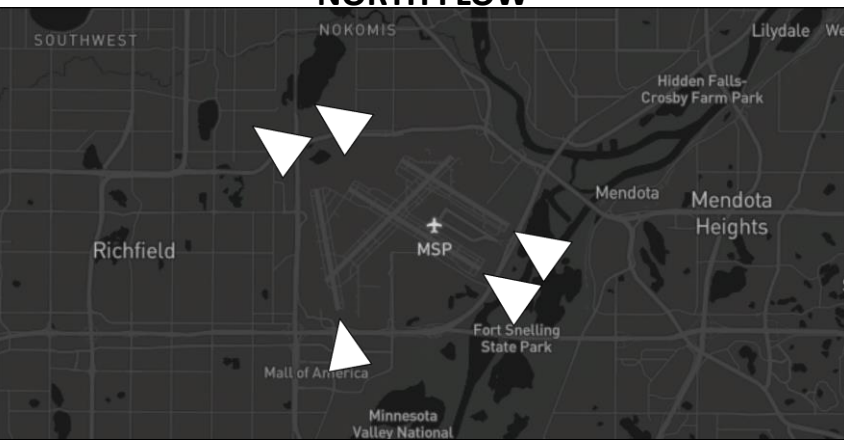 NORTH FLOW
SOUTHWEST
NOKOMIS
Lilydale
Hidden Falls-
Crosby Farm Park
Mendota
Mendota
Heights
Richfield
MSP
Fort Snelling
State Park
Mall of America
Minnesota
Valley National